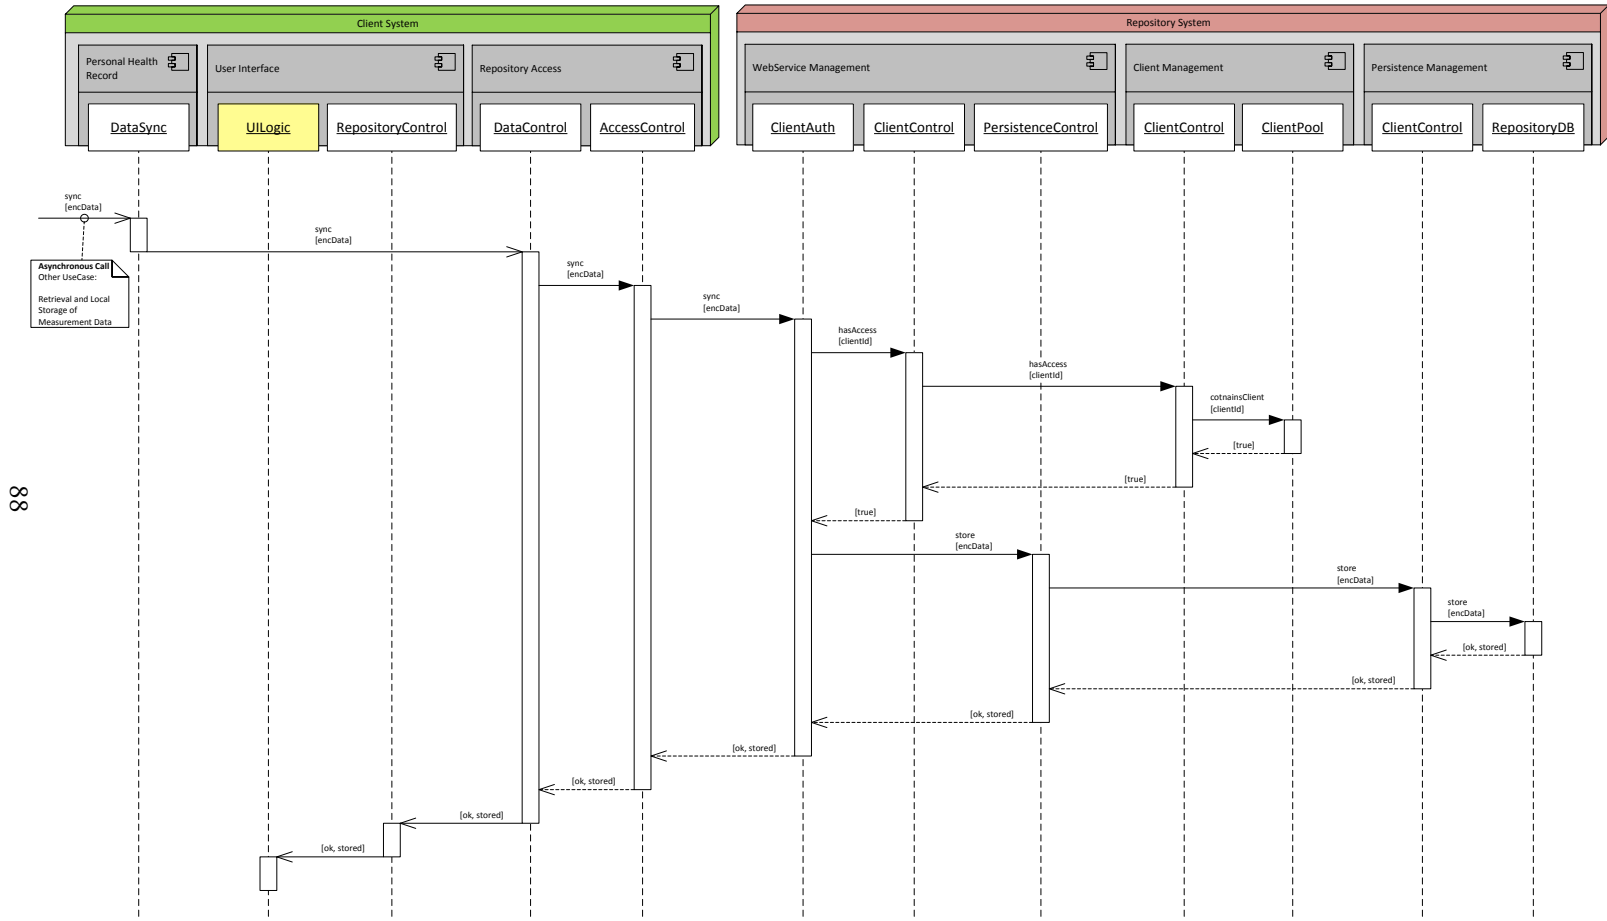 Client System
Repository System
Personal Health
Record
User Interface
Repository Access
WebService Management
Client Management
Persistence Management
DataSync
UILogic
RepositoryControl
DataControl
AccessControl
ClientAuth
ClientControl
PersistenceControl
ClientControl
ClientPool
ClientControl
RepositoryDB
sync
[encData]
sync
[encData]
Asynchronous Call
Other UseCase:
Retrieval and Local
Storage of
Measurement Data
sync
[encData]
sync
[encData]
hasAccess
[clientId]
hasAccess
[clientId]
cotnainsClient
[clientId]
[true]
[true]
[true]
88
store
[encData]
store
[encData]
store
[encData]
[ok, stored]
[ok, stored]
[ok, stored]
[ok, stored]
[ok, stored]
[ok, stored]
[ok, stored]